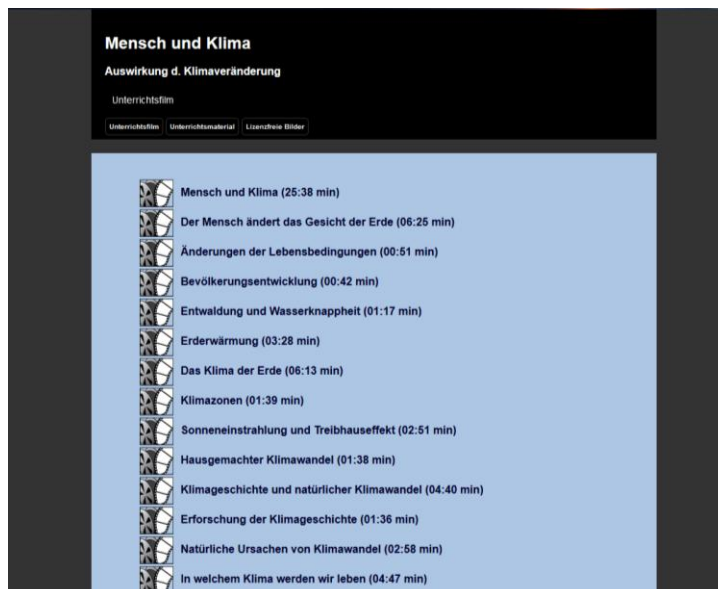 Mensch und Klima
Auswirkung d. Klimaveränderung
Unterrichtsfilm
Unterrichtsfilm Unterrichtsmaterial Lizenzfreie Bilder
Mensch und Klima (25:38 min)
Der Mensch ändert das Gesicht der Erde (06:25 min)
Änderungen der Lebensbedingungen (00:51 min)
Bevölkerungsentwicklung (00:42 min)
Entwaldung und Wasserknappheit (01:17 min)
Erderwärmung (03:28 min)
Das Klima der Erde (06:13 min)
Klimazonen (01:39 min)
Sonneneinstrahlung und Treibhauseffekt (02:51 min)
Hausgemachter Klimawandel (01:38 min)
Klimageschichte und natürlicher Klimawandel (04:40 min)
Erforschung der Klimageschichte (01:36 min)
Natürliche Ursachen von Klimawandel (02:58 min)
In welchem Klima werden wir leben (04:47 min)